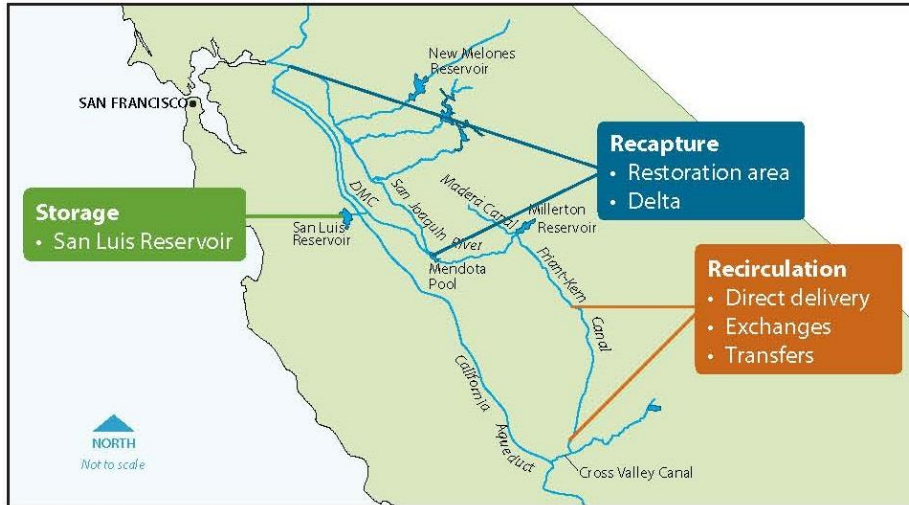 New Melones
Reservoir
SAN FRANCISCO
Recapture
• Restoration area
• Delta
Storage
• San Luis Reservoir
DMC
San Joaquin River
Madera Canal
Millerton
Reservoir
San Luis
Reservoir
Mendota
Pool
Friant-Kern Canal
Recirculation
• Direct delivery
• Exchanges
• Transfers
California Aqueduct
NORTH
Not to scale
Cross Valley Canal